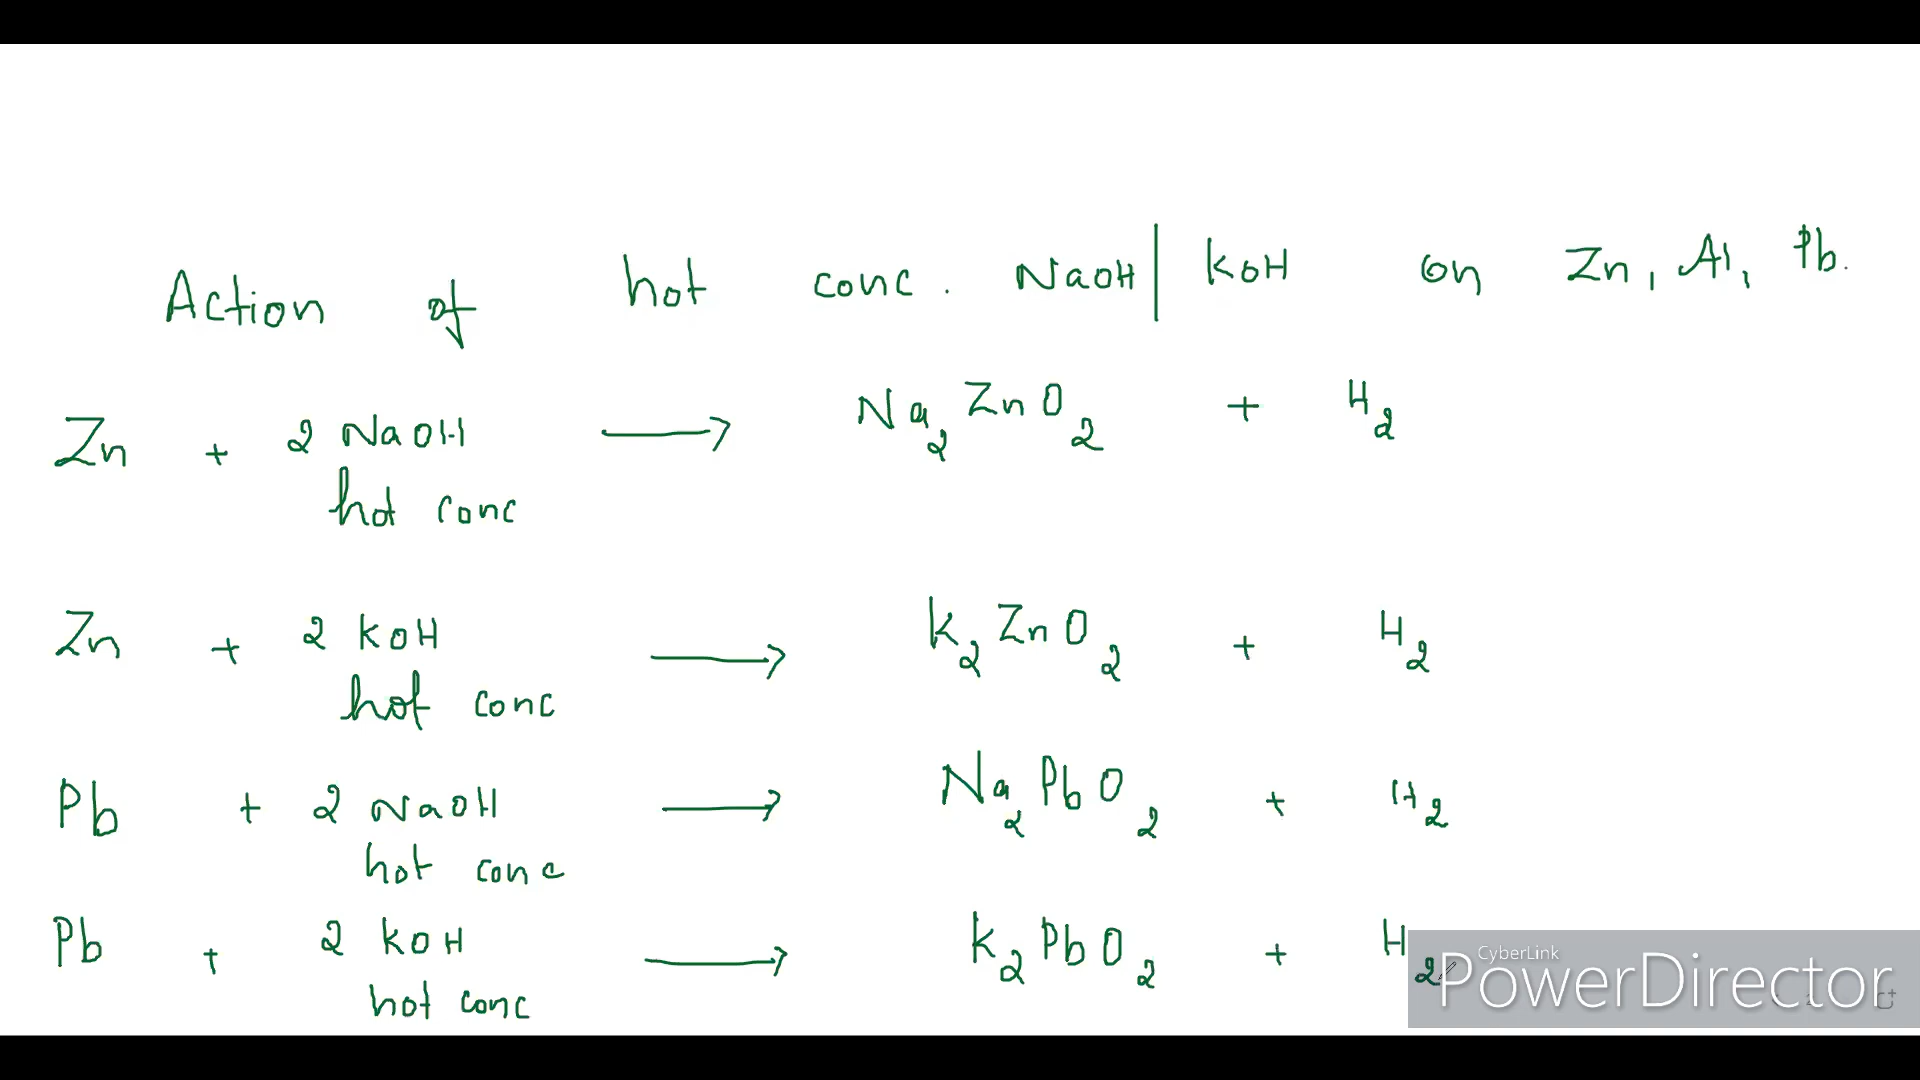 Action of hot conc. NaOH | KOH on Zn, Al, Pb.
Zn + 2 NaOH → Na2ZnO2 + H2
hot conc
Zn + 2 KOH → K2ZnO2 + H2
hot conc
Pb + 2 NaOH → Na2PbO2 + H2
hot conc
Pb + 2 KOH → K2PbO2 + H2
hot conc
CyberLink
PowerDirector